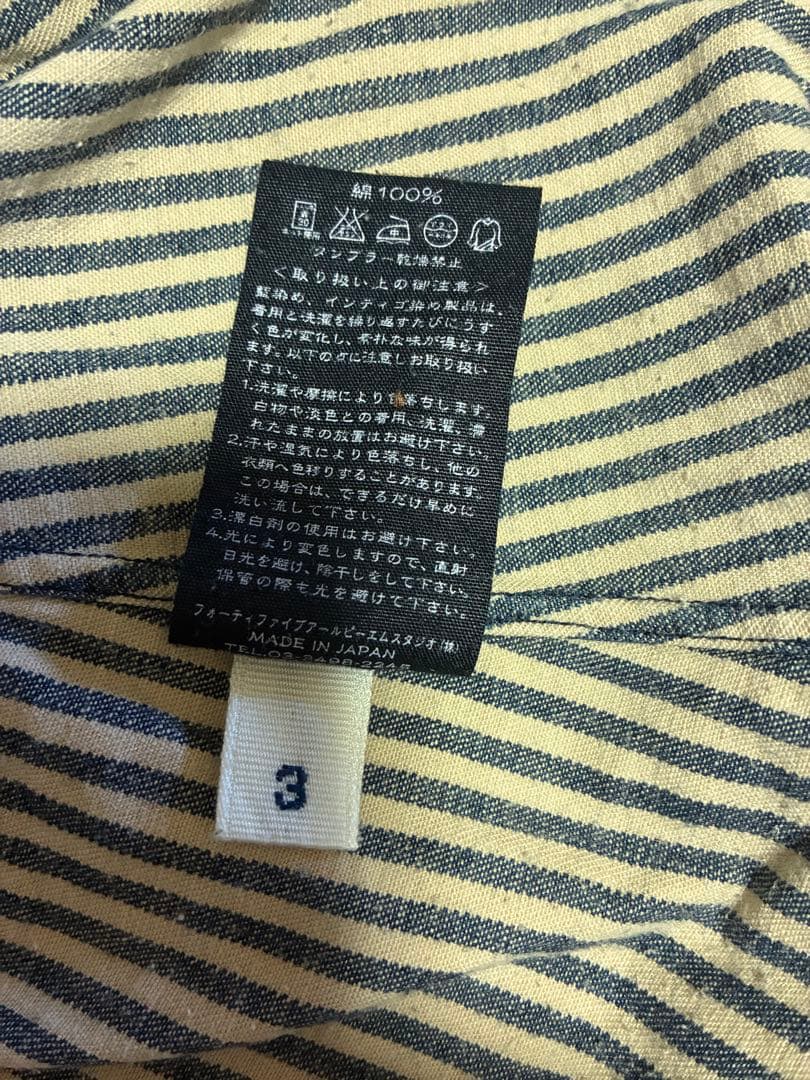 綿100%
タンブラー乾燥禁止
＜取り扱い上の御注意＞
藍染め、インディゴ染め製品は、
着用と洗濯を繰り返すたびにうす
く色が変化し、素朴な味が得られ
ます。以下の点に注意しお取り扱い
下さい。
1.洗濯や摩擦により色落ちします。
白物や淡色との着用、洗濯、濡
れたままの放置はお避け下さい。
2.汗や湿気により色落ちし、他の
衣類へ色移りすることがあります。
この場合は、できるだけ早めに
洗い流して下さい。
3.漂白剤の使用はお避け下さい。
4.光により変色しますので、直射
日光を避け、陰干しをして下さい。
保管の際も光を避けて下さい。
フォーティファイブアールピーエムスタジオ(株)
MADE IN JAPAN
TEL.03-5498-2245
3